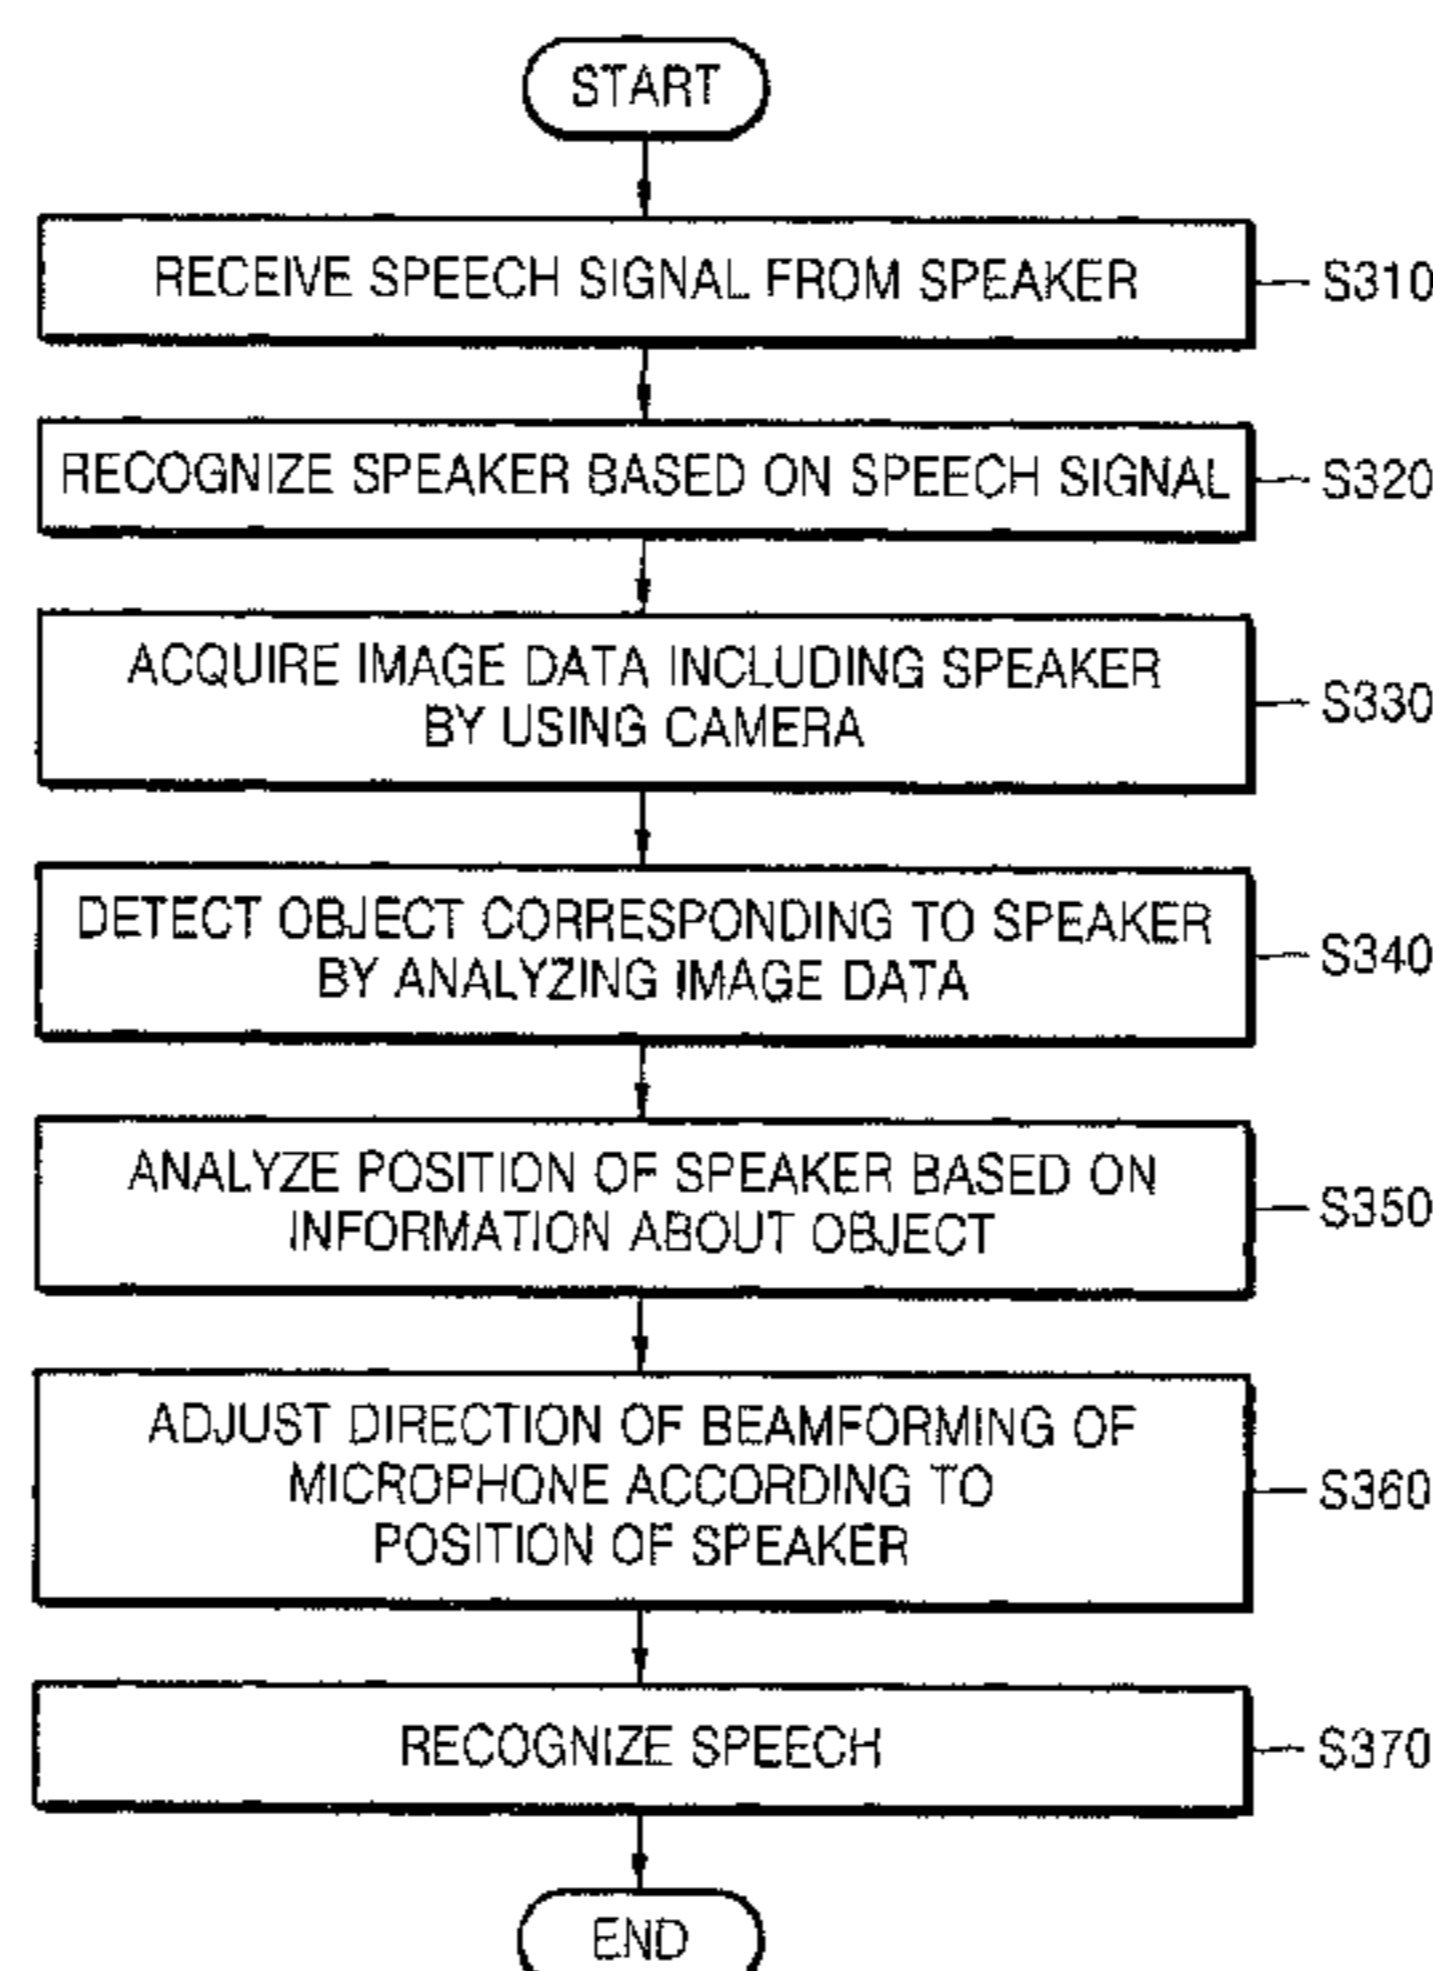 START
RECEIVE SPEECH SIGNAL FROM SPEAKER
S310
RECOGNIZE SPEAKER BASED ON SPEECH SIGNAL
S320
ACQUIRE IMAGE DATA INCLUDING SPEAKER
BY USING CAMERA
S330
DETECT OBJECT CORRESPONDING TO SPEAKER
BY ANALYZING IMAGE DATA
S340
ANALYZE POSITION OF SPEAKER BASED ON
INFORMATION ABOUT OBJECT
S350
ADJUST DIRECTION OF BEAMFORMING OF
MICROPHONE ACCORDING TO
POSITION OF SPEAKER
S360
RECOGNIZE SPEECH
S370
END